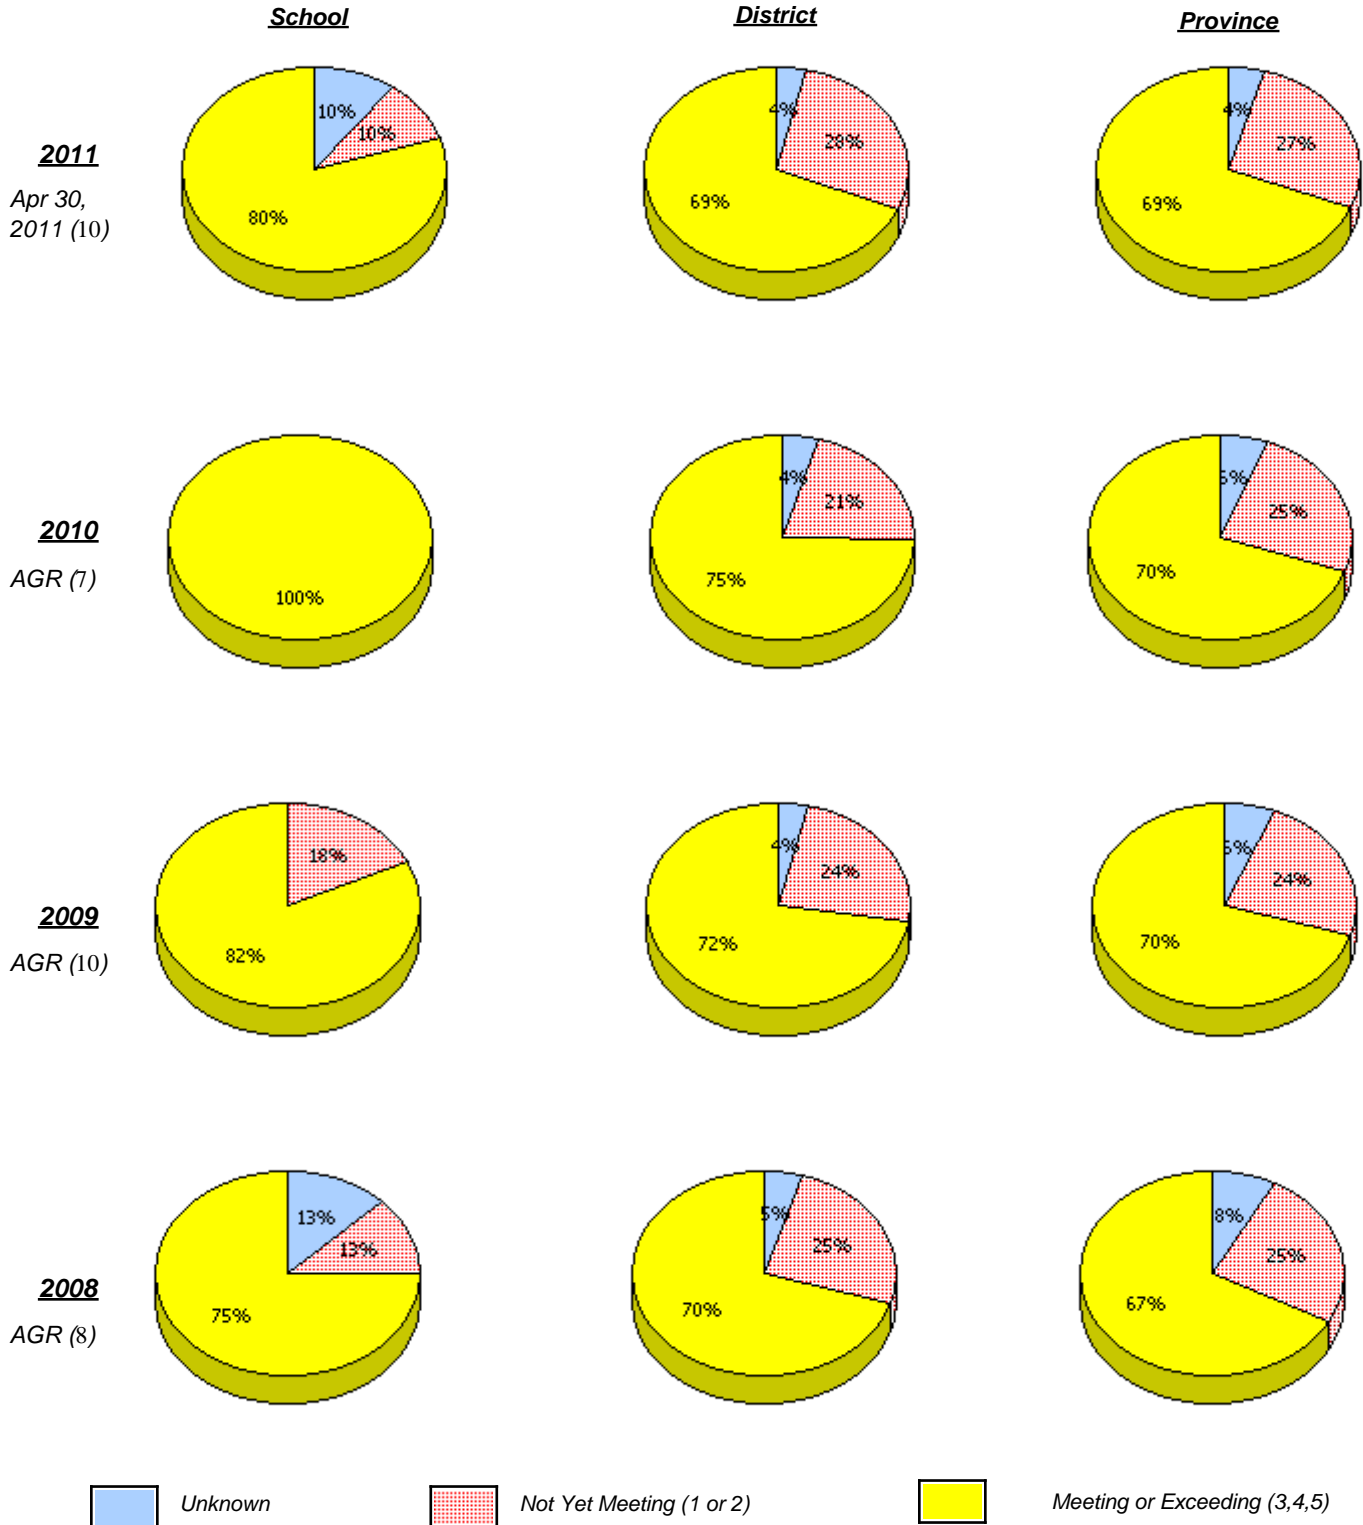 School District Province
10% 4% 4%
10% 28% 27%
2011
Apr 30,
2011 (10)
80% 69% 69%
4% 6%
21% 25%
2010
AGR (7)
100% 75% 70%
4% 6%
18% 24% 24%
2009
AGR (10)
82% 72% 70%
13% 5% 8%
13% 25% 25%
2008
AGR (8)
75% 70% 67%
Unknown Not Yet Meeting (1 or 2) Meeting or Exceeding (3,4,5)